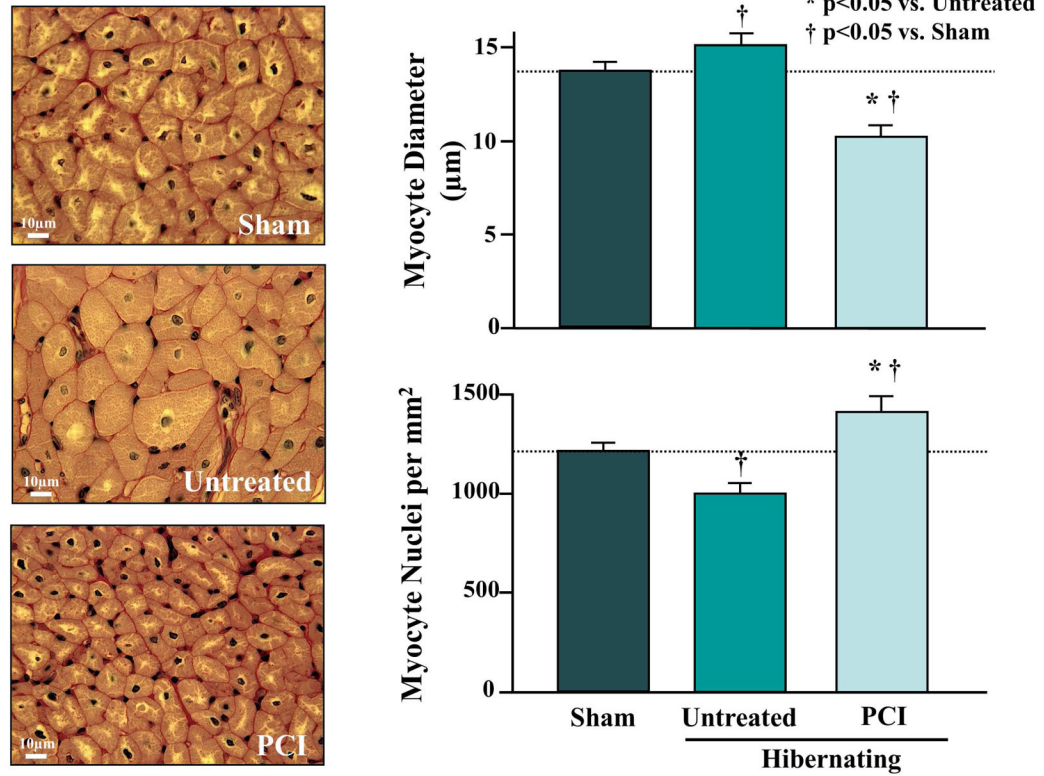 10µm
Sham
10µm
Untreated
10µm
PCI
* p<0.05 vs. Untreated
† p<0.05 vs. Sham
Myocyte Diameter
(µm)
15
10
5
0
†
* †
Myocyte Nuclei per mm²
1500
1000
500
0
†
* †
Sham Untreated PCI
Hibernating